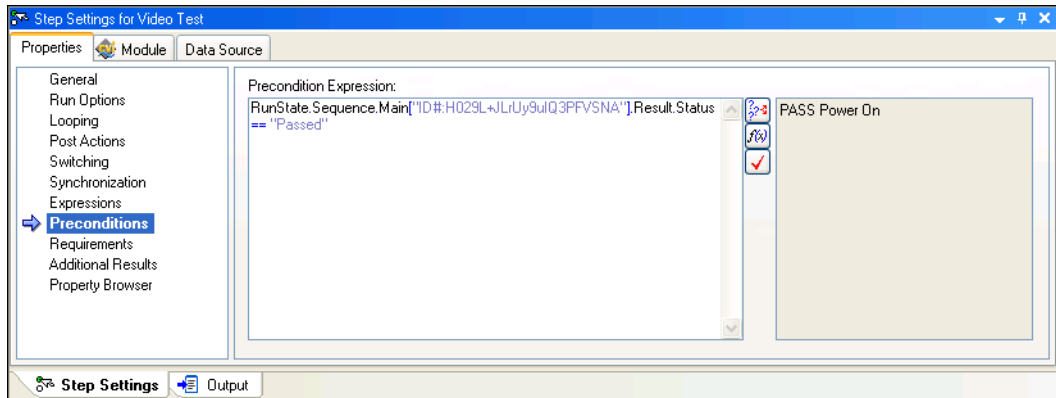 Step Settings for Video Test
Properties Module Data Source
General
Run Options
Looping
Post Actions
Switching
Synchronization
Expressions
Preconditions
Requirements
Additional Results
Property Browser
Precondition Expression:
RunState.Sequence.Main["ID#:H029L+JLrUy9uIQ3PFVSNA"].Result.Status
== "Passed"
f(x)
PASS Power On
Step Settings Output